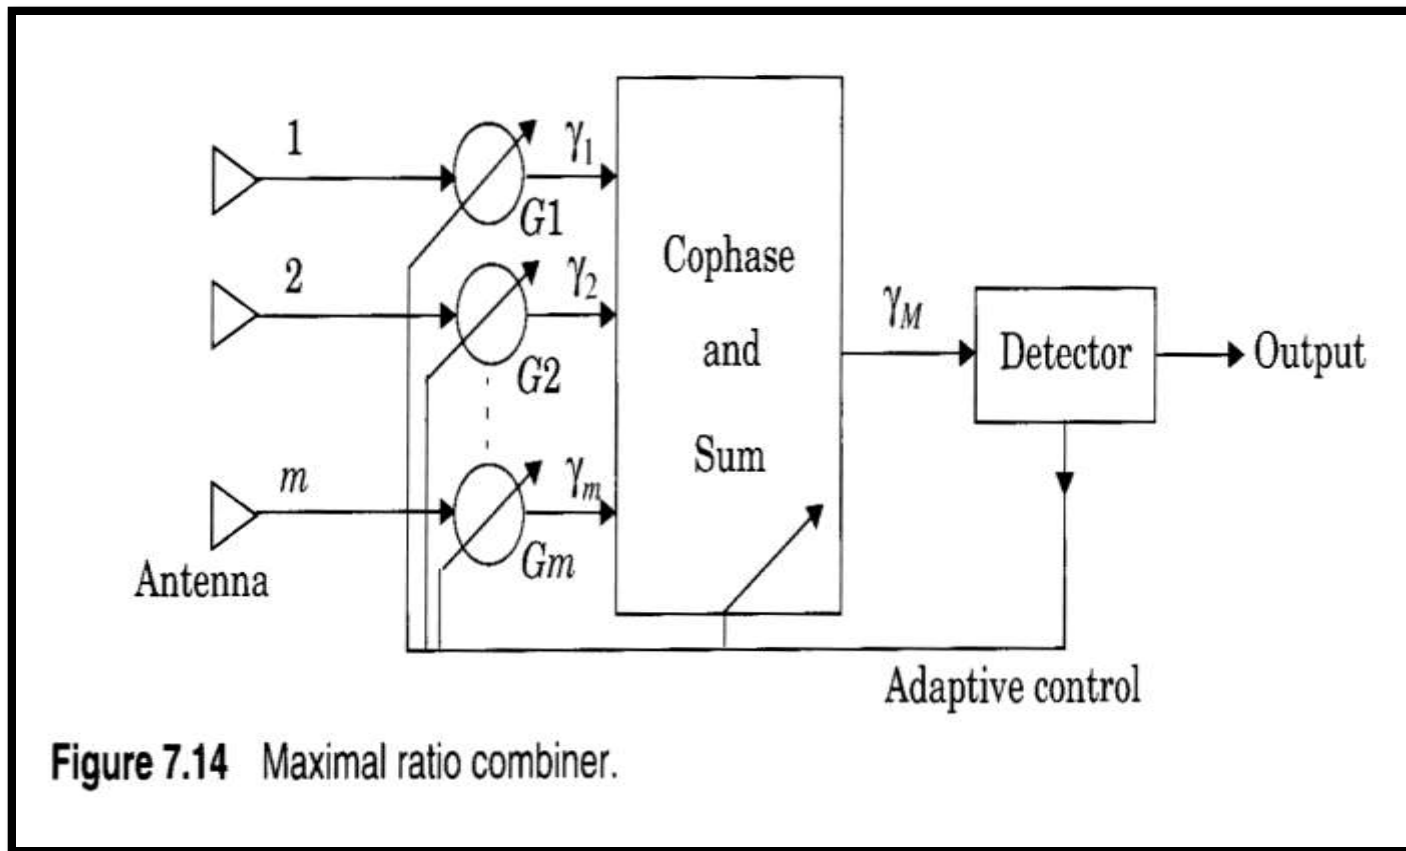 1
γ1
G1
2
γ2
G2
m
γm
Gm
Antenna
Cophase
and
Sum
γM
Detector
Output
Adaptive control
Figure 7.14 Maximal ratio combiner.